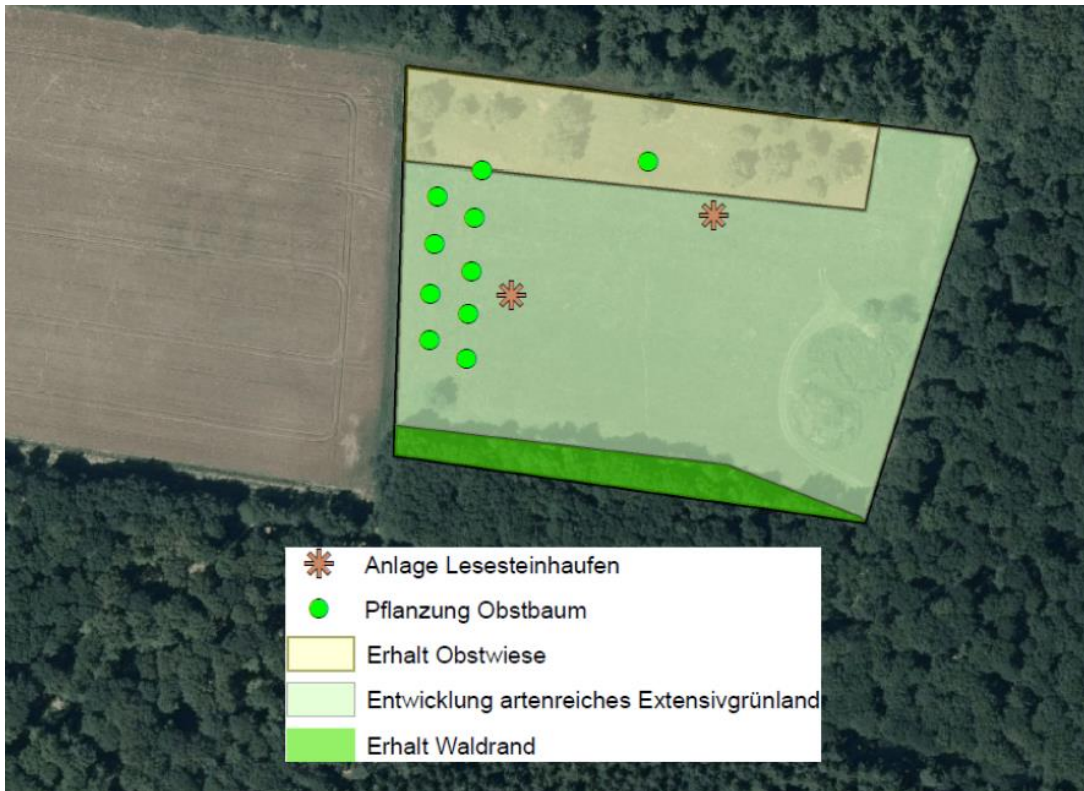 Anlage Lesesteinhaufen
Pflanzung Obstbaum
Erhalt Obstwiese
Entwicklung artenreiches Extensivgrünland
Erhalt Waldrand